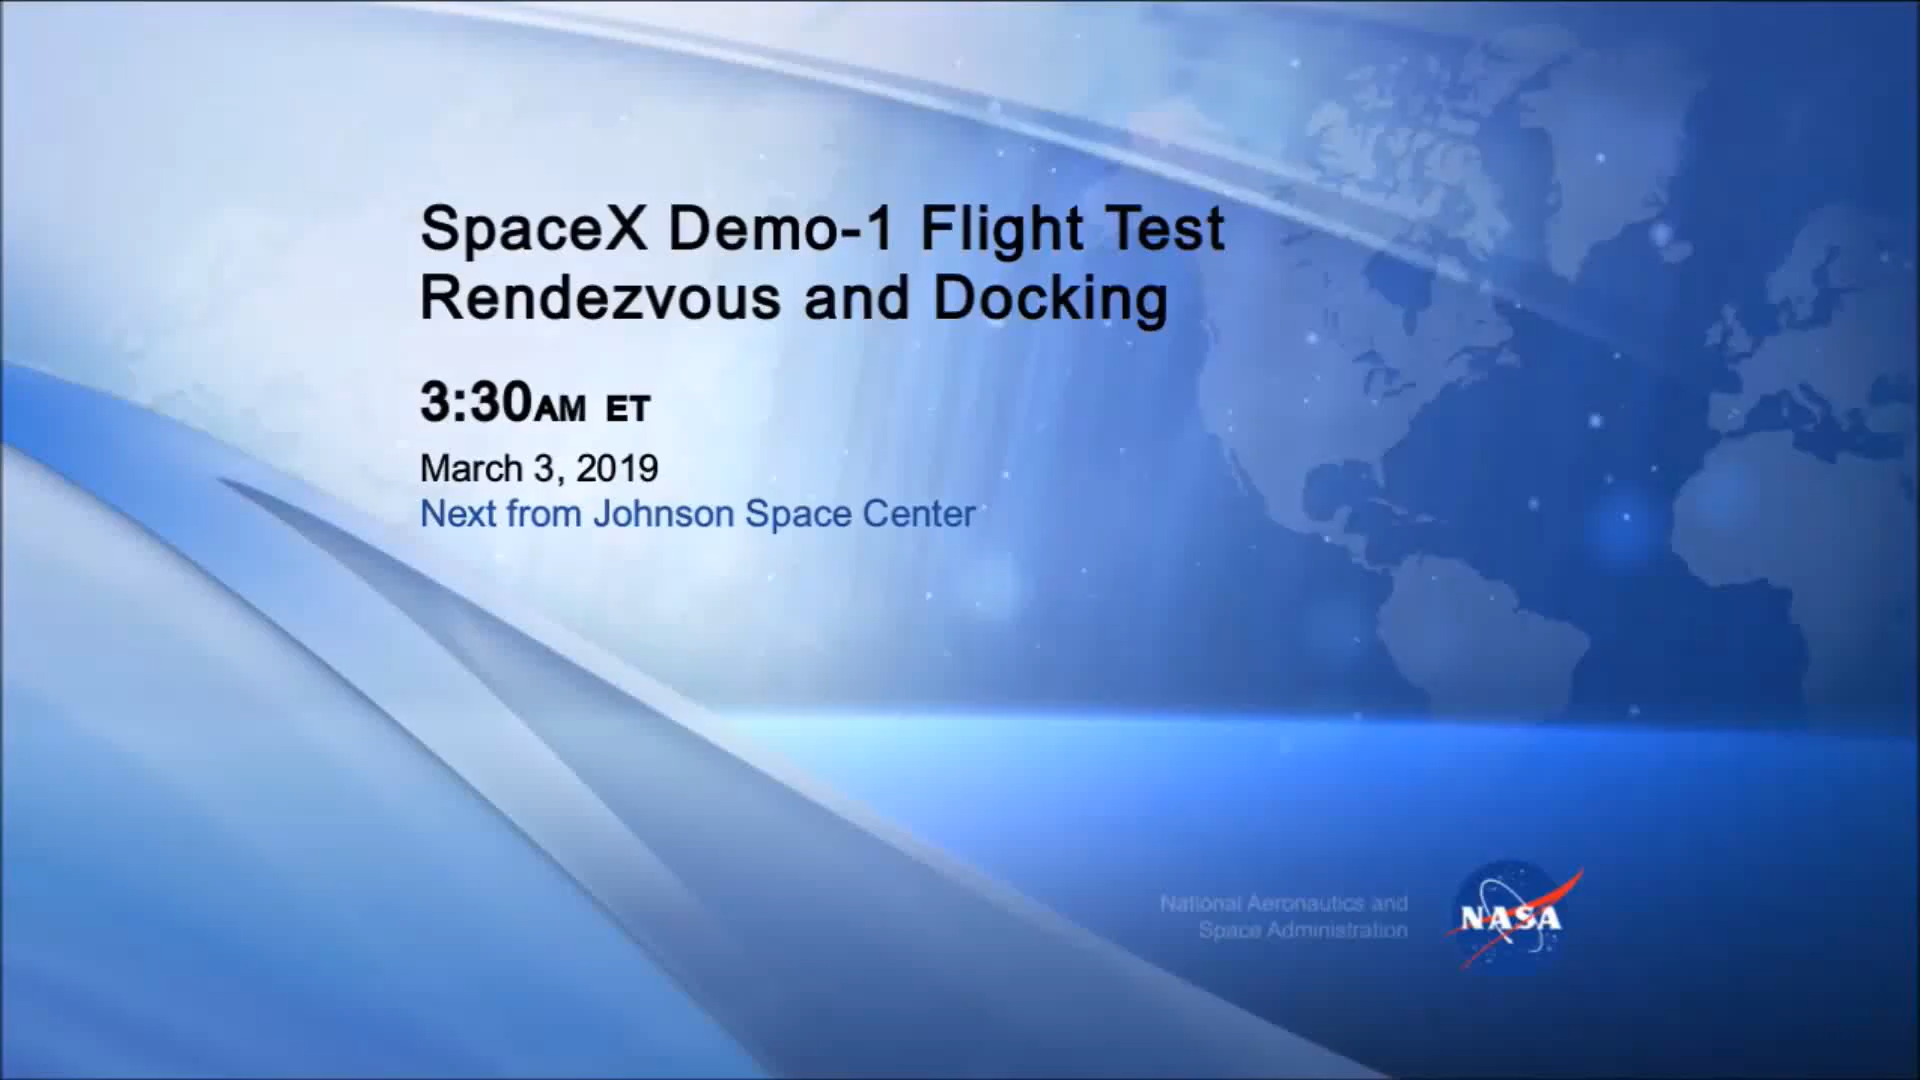 SpaceX Demo-1 Flight Test
Rendezvous and Docking
3:30AM ET
March 3, 2019
Next from Johnson Space Center
National Aeronautics and
Space Administration
NASA